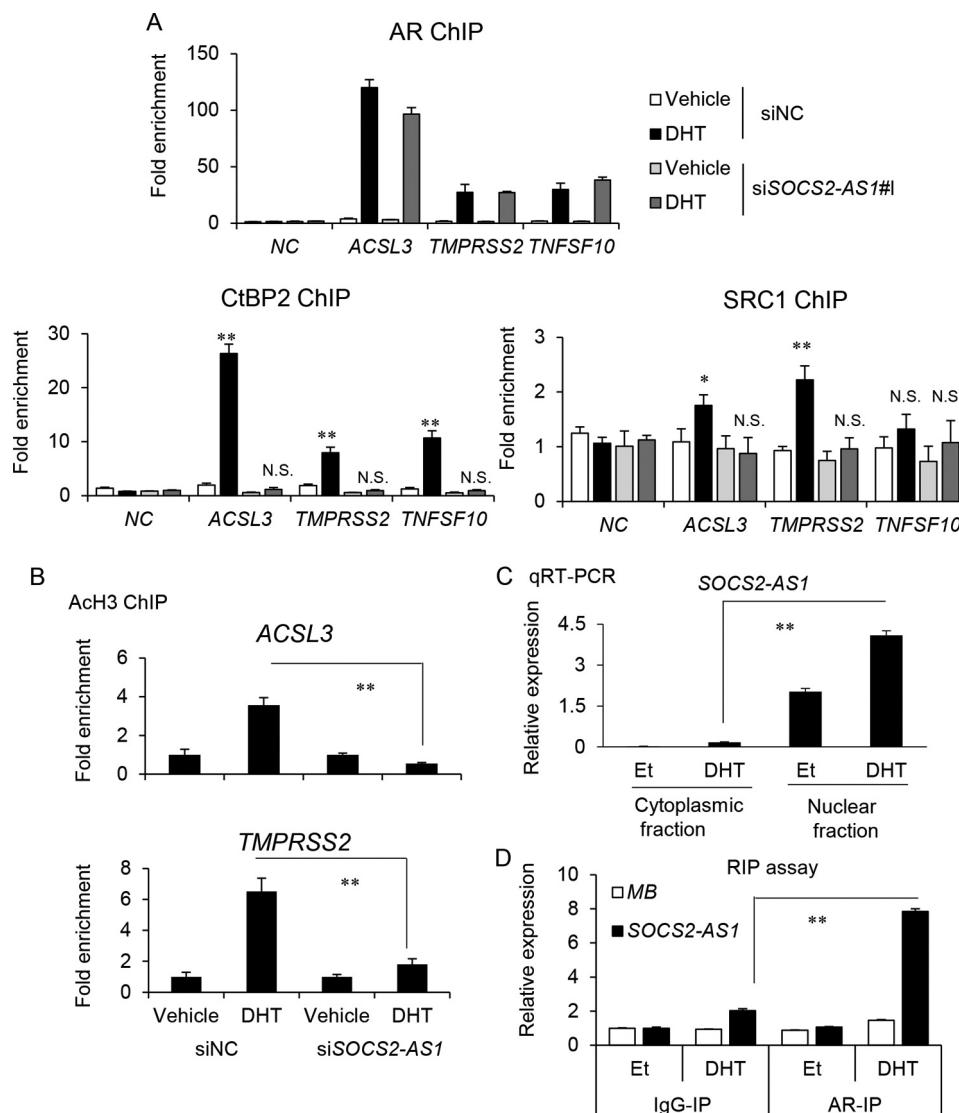 A
AR ChIP
Fold enrichment
150
100
50
0
NC ACSL3 TMPRSS2 TNFSF10
Vehicle
DHT
siNC
Vehicle
DHT
siSOCS2-AS1#I
CtBP2 ChIP
Fold enrichment
30
20
10
0
**
**
N.S.
**
N.S.
N.S.
NC ACSL3 TMPRSS2 TNFSF10
SRC1 ChIP
Fold enrichment
3
2
1
0
*
N.S.
**
N.S.
N.S.
N.S
NC ACSL3 TMPRSS2 TNFSF10
B
AcH3 ChIP
ACSL3
Fold enrichment
6
4
2
0
**
TMPRSS2
Fold enrichment
8
6
4
2
0
**
Vehicle DHT Vehicle DHT
siNC siSOCS2-AS1
C
qRT-PCR
SOCS2-AS1
Relative expression
4.5
3.0
1.5
0
**
Et DHT Et DHT
Cytoplasmic fraction
Nuclear fraction
D
RIP assay
Relative expression
10
8
6
4
2
0
MB
SOCS2-AS1
**
Et DHT Et DHT
IgG-IP AR-IP